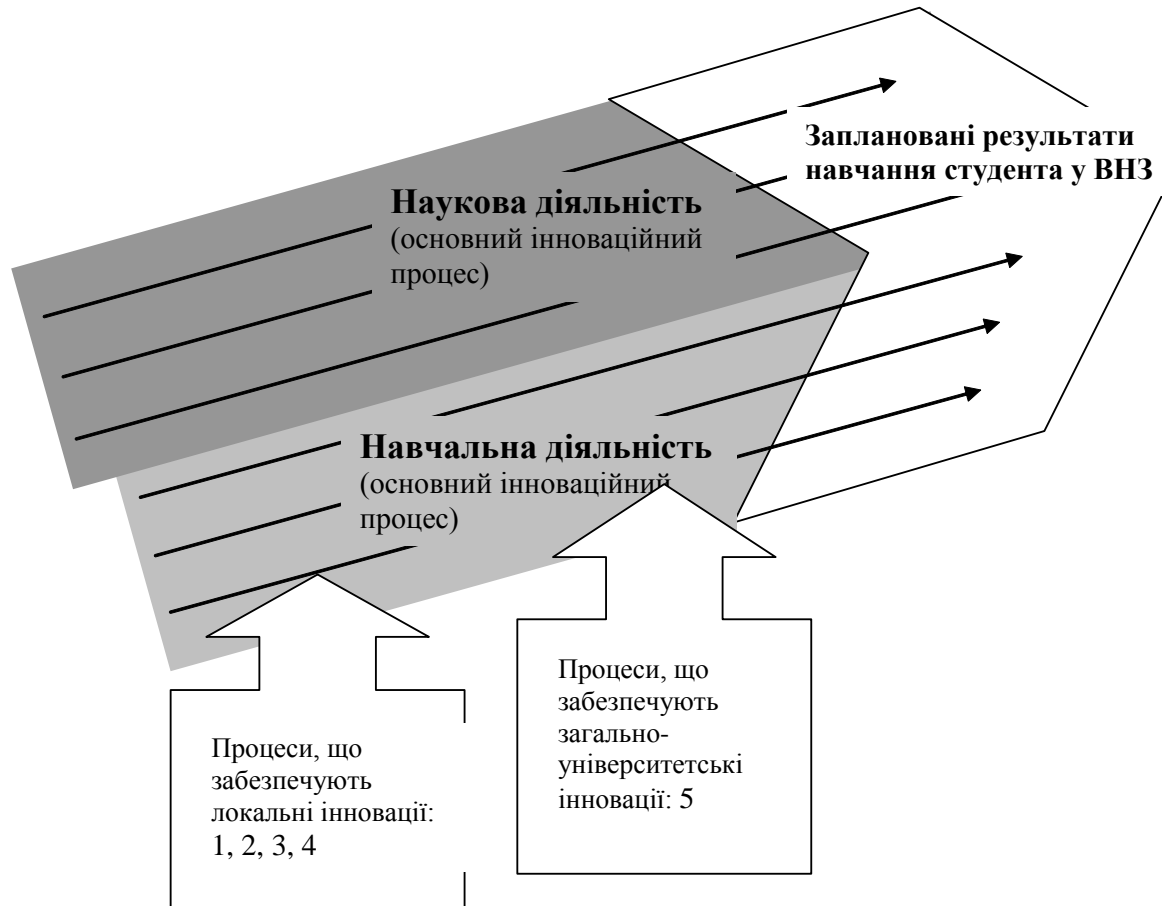 Заплановані результати
навчання студента у ВНЗ
Наукова діяльність
(основний інноваційний
процес)
Навчальна діяльність
(основний інноваційний
процес)
Процеси, що
забезпечують
локальні інновації:
1, 2, 3, 4
Процеси, що
забезпечують
загально-
університетські
інновації: 5